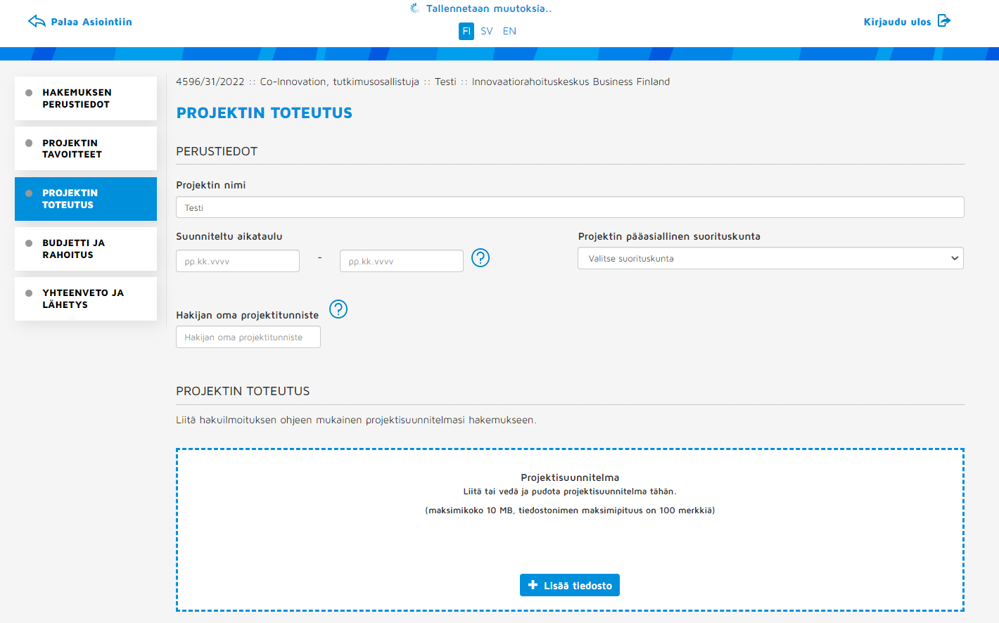 Palaa Asiointiin
Tallennetaan muutoksia..
FI SV EN
Kirjaudu ulos
HAKEMUKSEN
PERUSTIEDOT
PROJEKTIN
TAVOITTEET
PROJEKTIN
TOTEUTUS
BUDJETTI JA
RAHOITUS
YHTEENVETO JA
LÄHETYS
4596/31/2022 :: Co-Innovation, tutkimusosallistuja :: Testi :: Innovaatiorahoituskeskus Business Finland
PROJEKTIN TOTEUTUS
PERUSTIEDOT
Projektin nimi
Testi
Suunniteltu aikataulu
pp.kk.vvvv - pp.kk.vvvv ?
Projektin pääasiallinen suorituskunta
Valitse suorituskunta
Hakijan oma projektitunniste ?
Hakijan oma projektitunniste
PROJEKTIN TOTEUTUS
Liitä hakuilmoituksen ohjeen mukainen projektisuunnitelmasi hakemukseen.
Projektisuunnitelma
Liitä tai vedä ja pudota projektisuunnitelma tähän.
(maksimikoko 10 MB, tiedostonimen maksimipituus on 100 merkkiä)
+ Lisää tiedosto